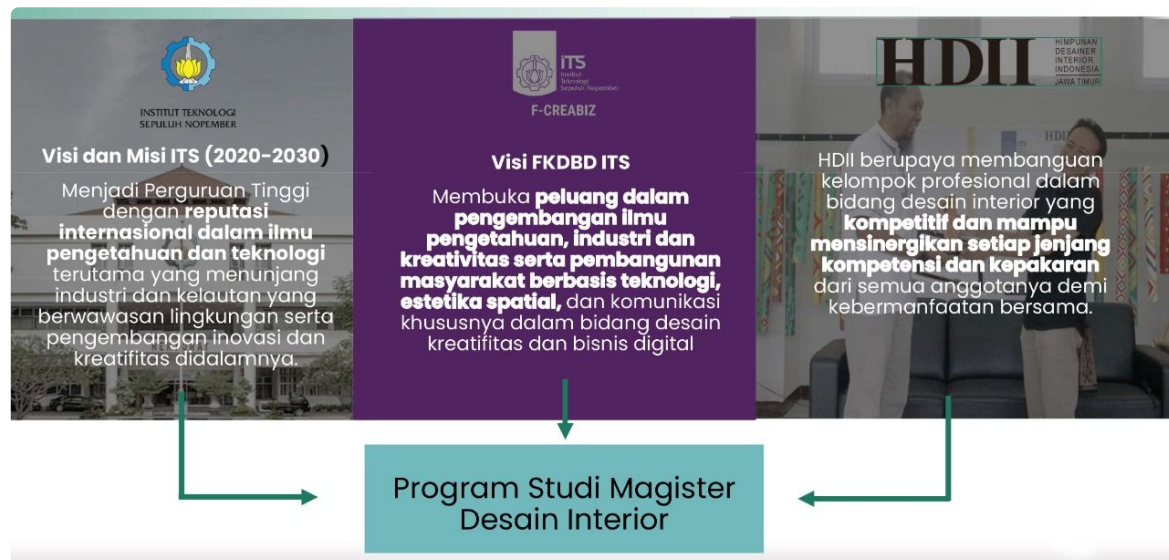 INSTITUT TEKNOLOGI
SEPULUH NOPEMBER
Visi dan Misi ITS (2020-2030)
Menjadi Perguruan Tinggi
dengan reputasi
internasional dalam ilmu
pengetahuan dan teknologi
terutama yang menunjang
industri dan kelautan yang
berwawasan lingkungan serta
pengembangan inovasi dan
kreatifitas didalamnya.
ITS
Institut
Teknologi
Sepuluh Nopember
F-CREABIZ
Visi FKDBD ITS
Membuka peluang dalam
pengembangan ilmu
pengetahuan, industri dan
kreativitas serta pembangunan
masyarakat berbasis teknologi,
estetika spatial, dan komunikasi
khususnya dalam bidang desain
kreatifitas dan bisnis digital
HDII
HIMPUNAN
DESAINER
INTERIOR
INDONESIA
JAWA TIMUR
HDII berupaya membanguan
kelompok profesional dalam
bidang desain interior yang
kompetitif dan mampu
mensinergikan setiap jenjang
kompetensi dan kepakaran
dari semua anggotanya demi
kebermanfaatan bersama.
Program Studi Magister
Desain Interior